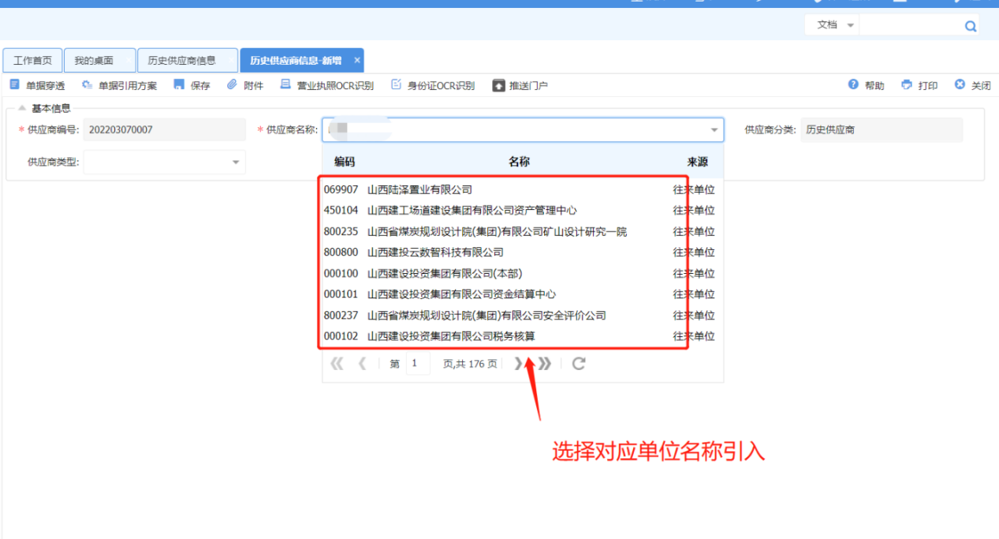 文档
工作首页 我的桌面 历史供应商信息 历史供应商信息-新增 ×
单据穿透 单据引用方案 保存 附件 营业执照OCR识别 身份证OCR识别 推送门户 帮助 打印 关闭
基本信息
* 供应商编号: 202203070007 * 供应商名称: 供应商分类: 历史供应商
供应商类型:
编码 名称 来源
069907 山西陆泽置业有限公司 往来单位
450104 山西建工场道建设集团有限公司资产管理中心 往来单位
800235 山西省煤炭规划设计院(集团)有限公司矿山设计研究一院 往来单位
800800 山西建投云数智科技有限公司 往来单位
000100 山西建设投资集团有限公司(本部) 往来单位
000101 山西建设投资集团有限公司资金结算中心 往来单位
800237 山西省煤炭规划设计院(集团)有限公司安全评价公司 往来单位
000102 山西建设投资集团有限公司税务核算 往来单位
第 1 页,共 176 页
选择对应单位名称引入